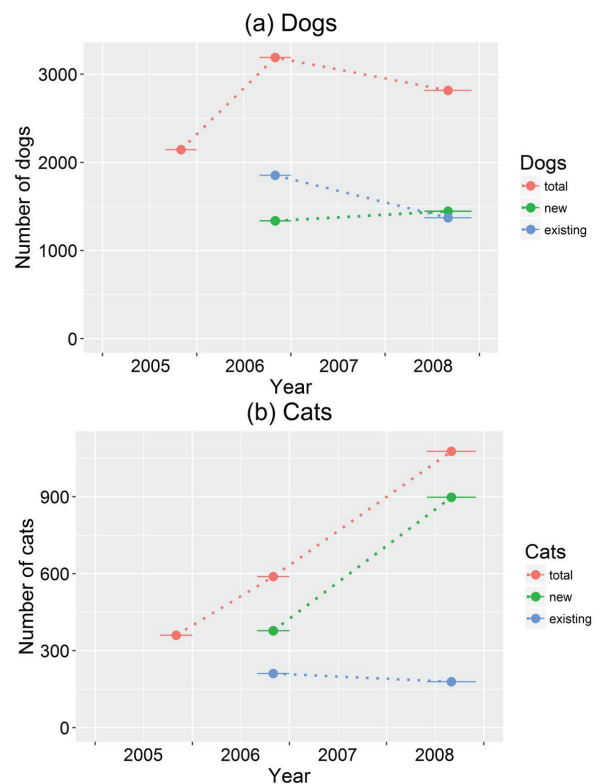 (a) Dogs
3000
2000
1000
0
Number of dogs
2005 2006 2007 2008
Year
Dogs
total
new
existing
(b) Cats
900
600
300
0
Number of cats
2005 2006 2007 2008
Year
Cats
total
new
existing